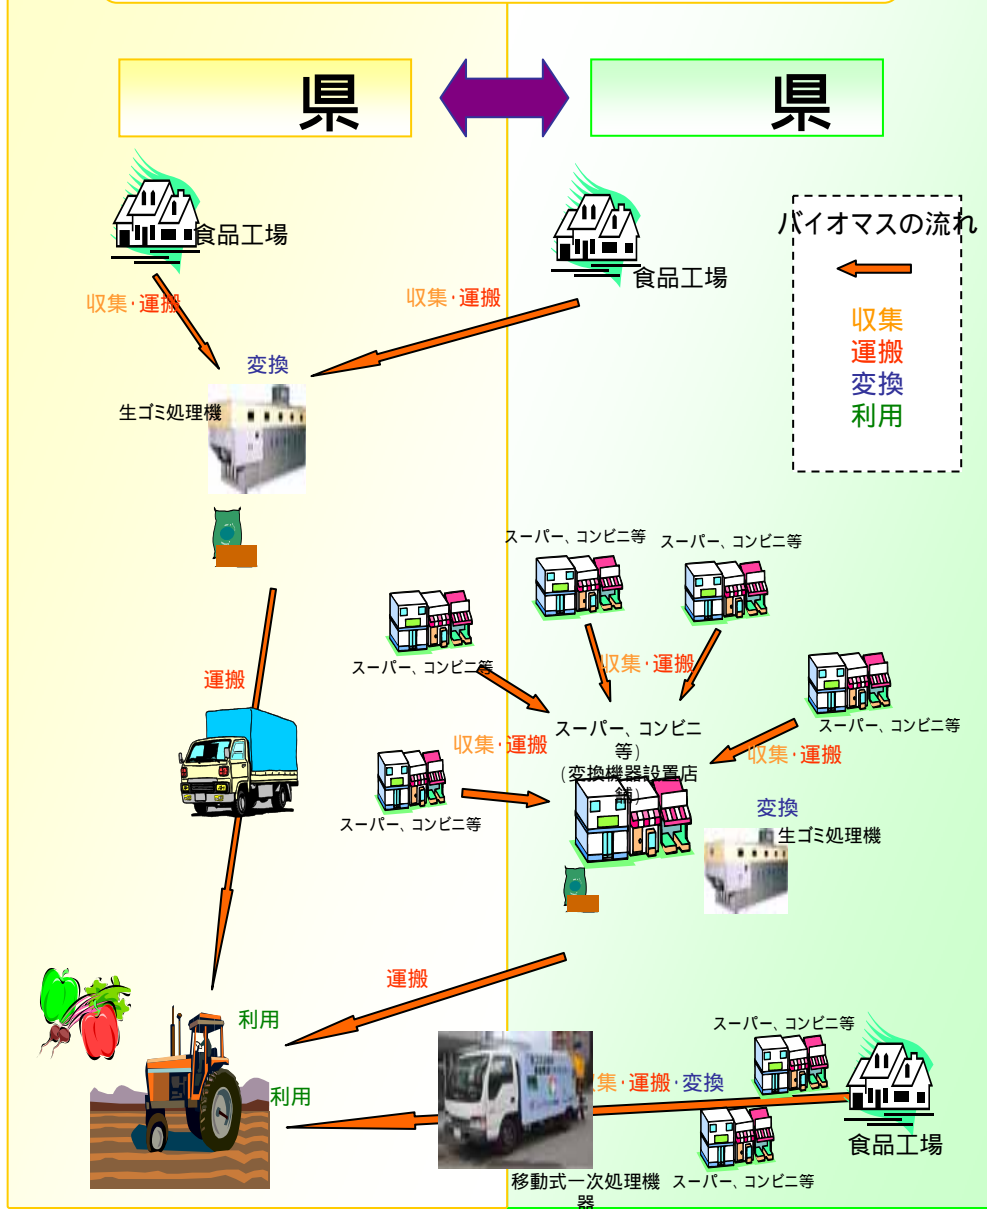 県
県
食品工場
食品工場
バイオマスの流れ
収集
運搬
変換
利用
収集・運搬
収集・運搬
変換
生ゴミ処理機
スーパー、コンビニ等
スーパー、コンビニ等
スーパー、コンビニ等
収集・運搬
運搬
スーパー、コンビニ等
スーパー、コンビニ
等)
(変換機器設置店
舗)
収集・運搬
収集・運搬
スーパー、コンビニ等
変換
生ゴミ処理機
運搬
利用
利用
スーパー、コンビニ等
集・運搬・変換
食品工場
移動式一次処理機
器
スーパー、コンビニ等